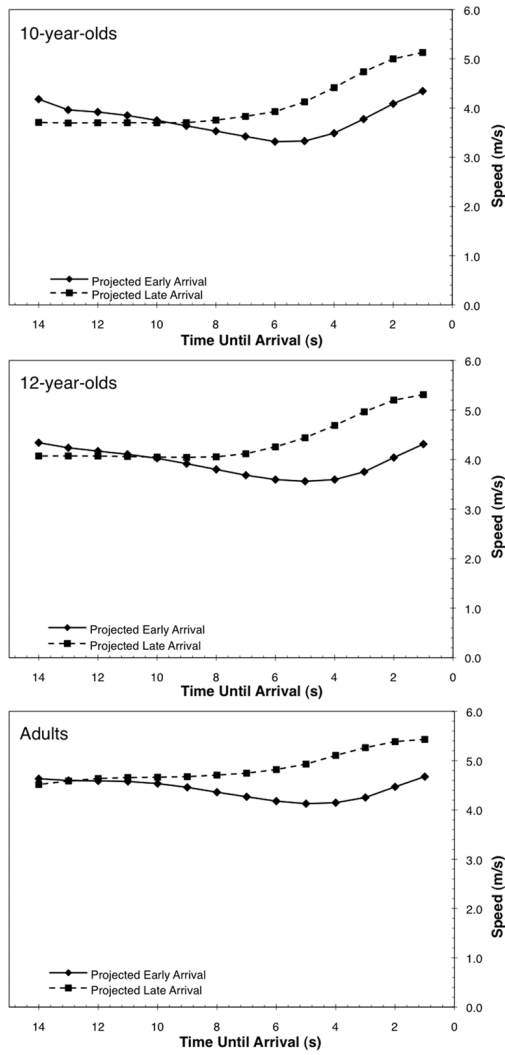 10-year-olds
6.0
5.0
4.0
3.0
2.0
1.0
0.0
Speed (m/s)
Projected Early Arrival
Projected Late Arrival
14 12 10 8 6 4 2 0
Time Until Arrival (s)
12-year-olds
6.0
5.0
4.0
3.0
2.0
1.0
0.0
Speed (m/s)
Projected Early Arrival
Projected Late Arrival
14 12 10 8 6 4 2 0
Time Until Arrival (s)
Adults
6.0
5.0
4.0
3.0
2.0
1.0
0.0
Speed (m/s)
Projected Early Arrival
Projected Late Arrival
14 12 10 8 6 4 2 0
Time Until Arrival (s)